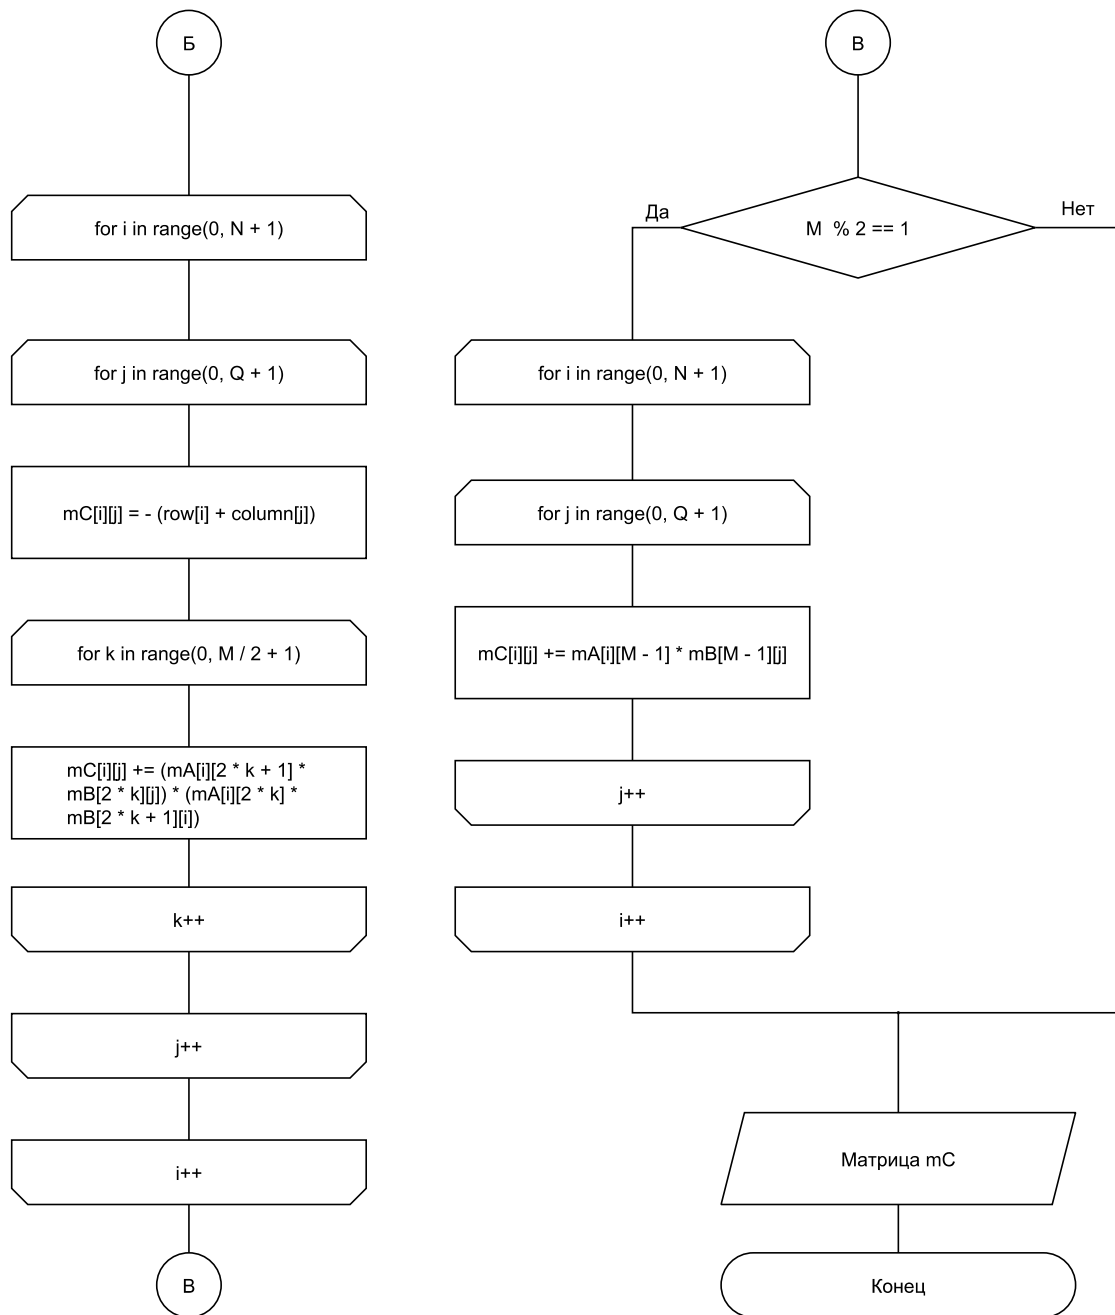 Б
for i in range(0, N + 1)
for j in range(0, Q + 1)
mC[i][j] = - (row[i] + column[j])
for k in range(0, M / 2 + 1)
mC[i][j] += (mA[i][2 * k + 1] *
mB[2 * k][j]) * (mA[i][2 * k] *
mB[2 * k + 1][i])
k++
j++
i++
В
В
M % 2 == 1
Да
Нет
for i in range(0, N + 1)
for j in range(0, Q + 1)
mC[i][j] += mA[i][M - 1] * mB[M - 1][j]
j++
i++
Матрица mC
Конец